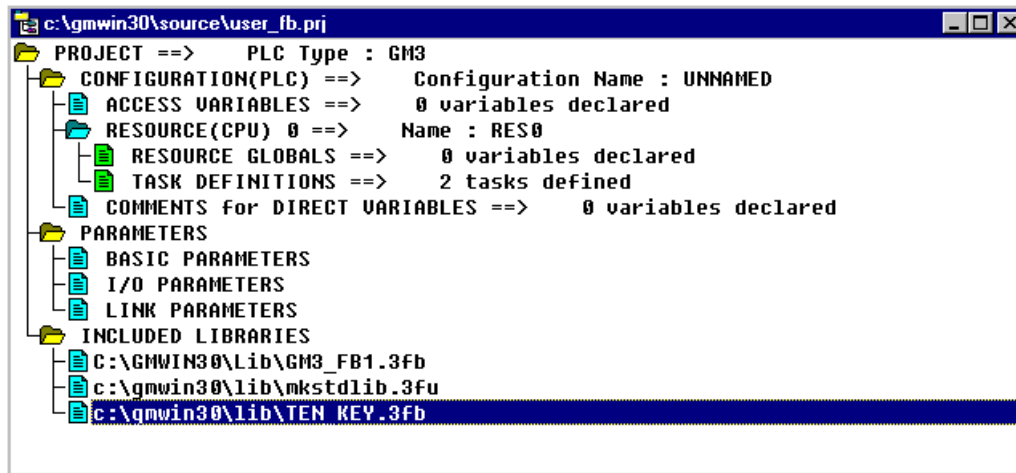 c:\gmwin30\source\user_fb.prj
PROJECT ==> PLC Type : GM3
CONFIGURATION(PLC) ==> Configuration Name : UNNAMED
ACCESS VARIABLES ==> 0 variables declared
RESOURCE(CPU) 0 ==> Name : RES0
RESOURCE GLOBALS ==> 0 variables declared
TASK DEFINITIONS ==> 2 tasks defined
COMMENTS for DIRECT VARIABLES ==> 0 variables declared
PARAMETERS
BASIC PARAMETERS
I/O PARAMETERS
LINK PARAMETERS
INCLUDED LIBRARIES
C:\GMWIN30\Lib\GM3_FB1.3fb
c:\gmwin30\lib\mkstdlib.3fu
c:\gmwin30\lib\TEN_KEY.3fb